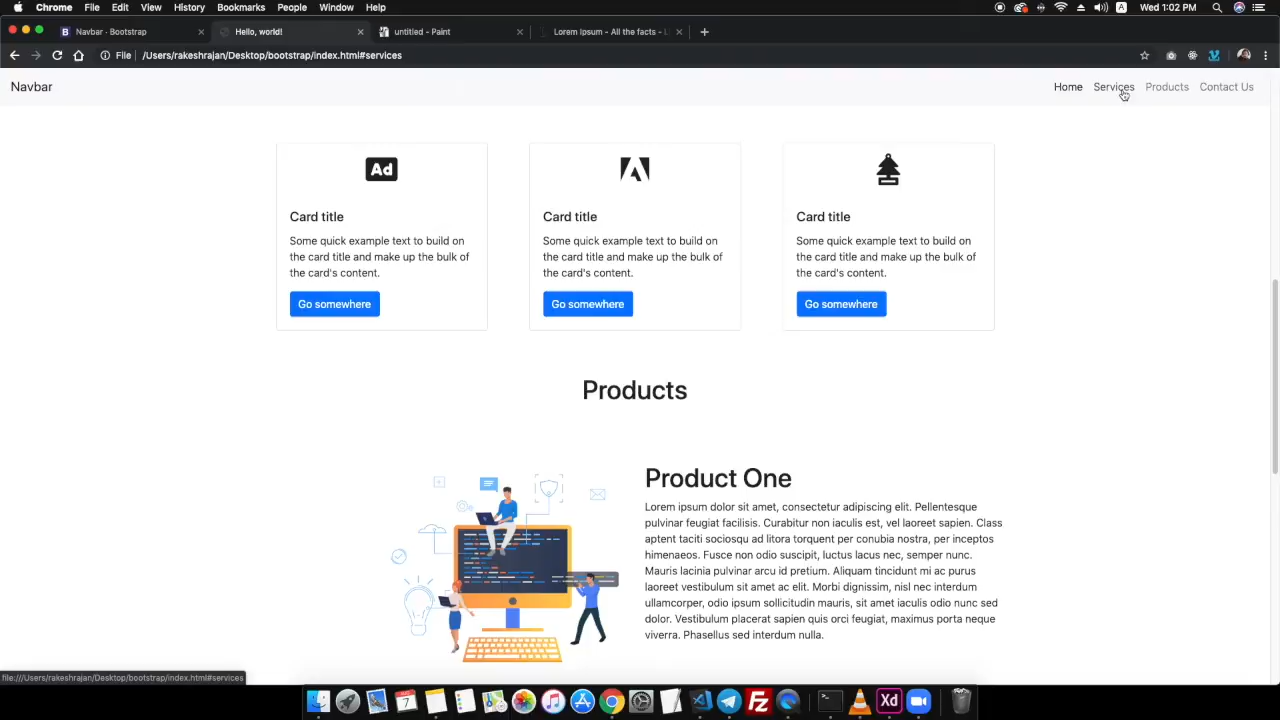 Chrome File Edit View History Bookmarks People Window Help A Wed 1:02 PM
Navbar · Bootstrap Hello, world! untitled - Paint Lorem Ipsum - All the facts - L
File /Users/rakeshrajan/Desktop/bootstrap/index.html#services
Navbar Home Services Products Contact Us
Ad
Card title Card title Card title
Some quick example text to build on Some quick example text to build on Some quick example text to build on
the card title and make up the bulk of the card title and make up the bulk of the card title and make up the bulk of
the card's content. the card's content. the card's content.
Go somewhere Go somewhere Go somewhere
Products
Product One
Lorem ipsum dolor sit amet, consectetur adipiscing elit. Pellentesque
pulvinar feugiat facilisis. Curabitur non iaculis est, vel laoreet sapien. Class
aptent taciti sociosqu ad litora torquent per conubia nostra, per inceptos
himenaeos. Fusce non odio suscipit, luctus lacus nec, semper nunc.
Mauris lacinia pulvinar arcu id pretium. Aliquam tincidunt mi ac purus
laoreet vestibulum sit amet ac elit. Morbi dignissim, nisl nec interdum
ullamcorper, odio ipsum sollicitudin mauris, sit amet iaculis odio nunc sed
dolor. Vestibulum placerat sapien quis orci feugiat, maximus porta neque
viverra. Phasellus sed interdum nulla.
file:///Users/rakeshrajan/Desktop/bootstrap/index.html#services
7 Fz Xd